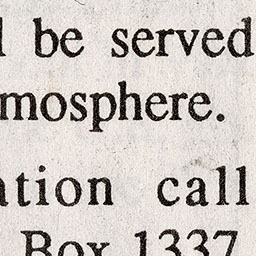 l be served
mosphere.
ation call
Box 1337